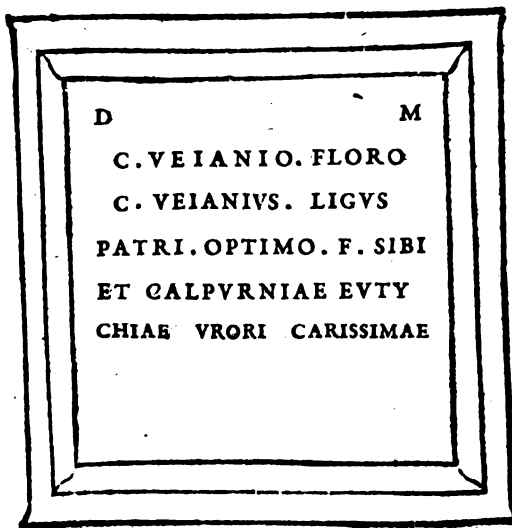 D M
C. VEIANIO. FLORO
C. VEIANIVS. LIGVS
PATRI. OPTIMO. F. SIBI
ET CALPVRNIAE EVTY
CHIAE VRORI CARISSIMAE